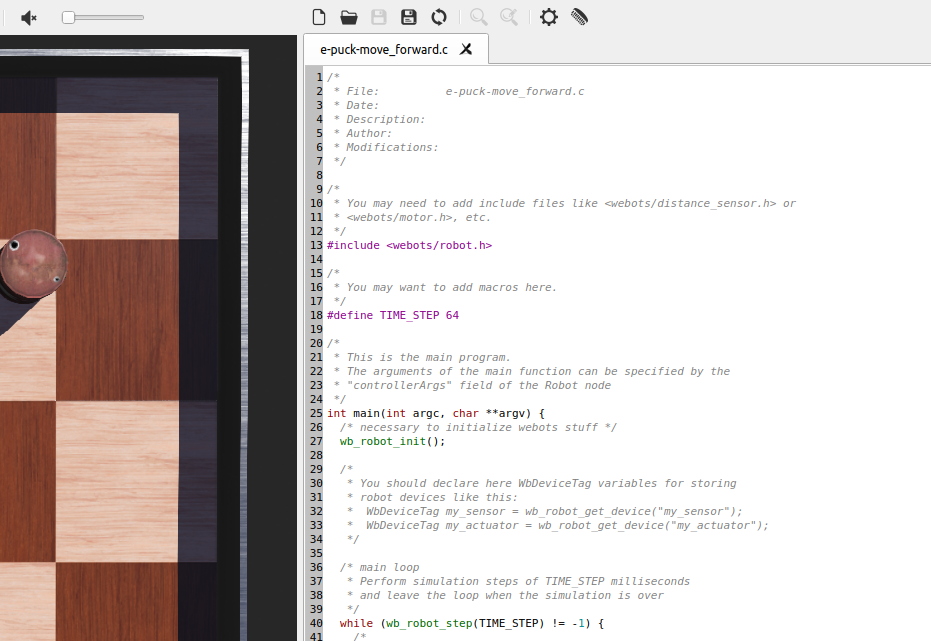 e-puck-move_forward.c
1 /*
2  * File:          e-puck-move_forward.c
3  * Date:
4  * Description:
5  * Author:
6  * Modifications:
7  */
8
9 /*
10  * You may need to add include files like <webots/distance_sensor.h> or
11  * <webots/motor.h>, etc.
12  */
13 #include <webots/robot.h>
14
15 /*
16  * You may want to add macros here.
17  */
18 #define TIME_STEP 64
19
20 /*
21  * This is the main program.
22  * The arguments of the main function can be specified by the
23  * "controllerArgs" field of the Robot node
24  */
25 int main(int argc, char **argv) {
26   /* necessary to initialize webots stuff */
27   wb_robot_init();
28
29   /*
30    * You should declare here WbDeviceTag variables for storing
31    * robot devices like this:
32    *  WbDeviceTag my_sensor = wb_robot_get_device("my_sensor");
33    *  WbDeviceTag my_actuator = wb_robot_get_device("my_actuator");
34    */
35
36   /* main loop
37    * Perform simulation steps of TIME_STEP milliseconds
38    * and leave the loop when the simulation is over
39    */
40   while (wb_robot_step(TIME_STEP) != -1) {
41     /*